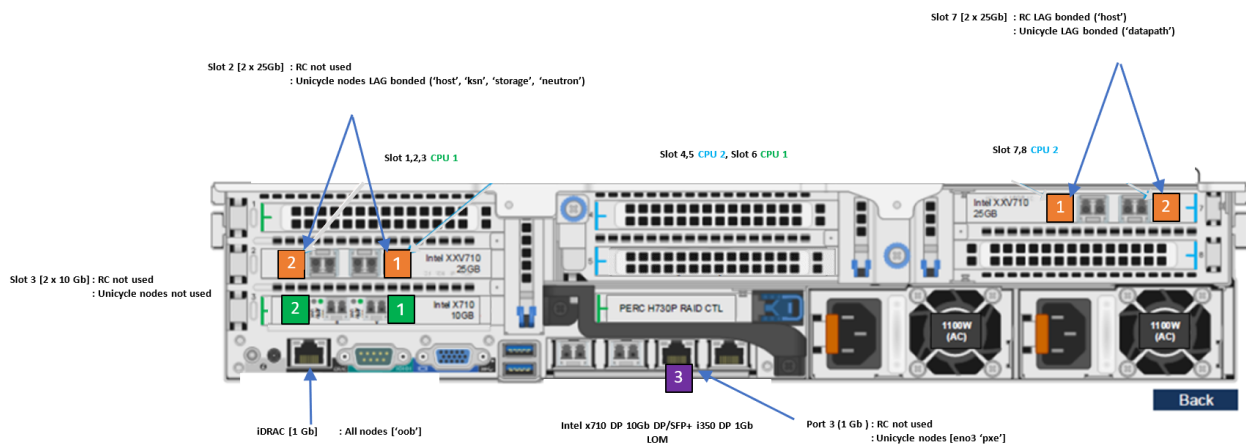 Slot 7 [2 x 25Gb] : RC LAG bonded (‘host’)
: Unicycle LAG bonded (‘datapath’)
Slot 2 [2 x 25Gb] : RC not used
: Unicycle nodes LAG bonded (‘host’, ‘ksn’, ‘storage’, ‘neutron’)
Slot 1,2,3 CPU 1
Slot 4,5 CPU 2, Slot 6 CPU 1
Slot 7,8 CPU 2
Intel XXV710
25GB
1
2
7
4
2
1
Intel XXV710
25GB
5
8
Slot 3 [2 x 10 Gb] : RC not used
: Unicycle nodes not used
2
1
Intel X710
10GB
PERC H730P RAID CTL
1100W
(AC)
1100W
(AC)
3
Back
iDRAC [1 Gb] : All nodes [‘oob’]
Intel x710 DP 10Gb DP/SFP+ i350 DP 1Gb
LOM
Port 3 (1 Gb ) : RC not used
: Unicycle nodes [eno3 ‘pxe’]